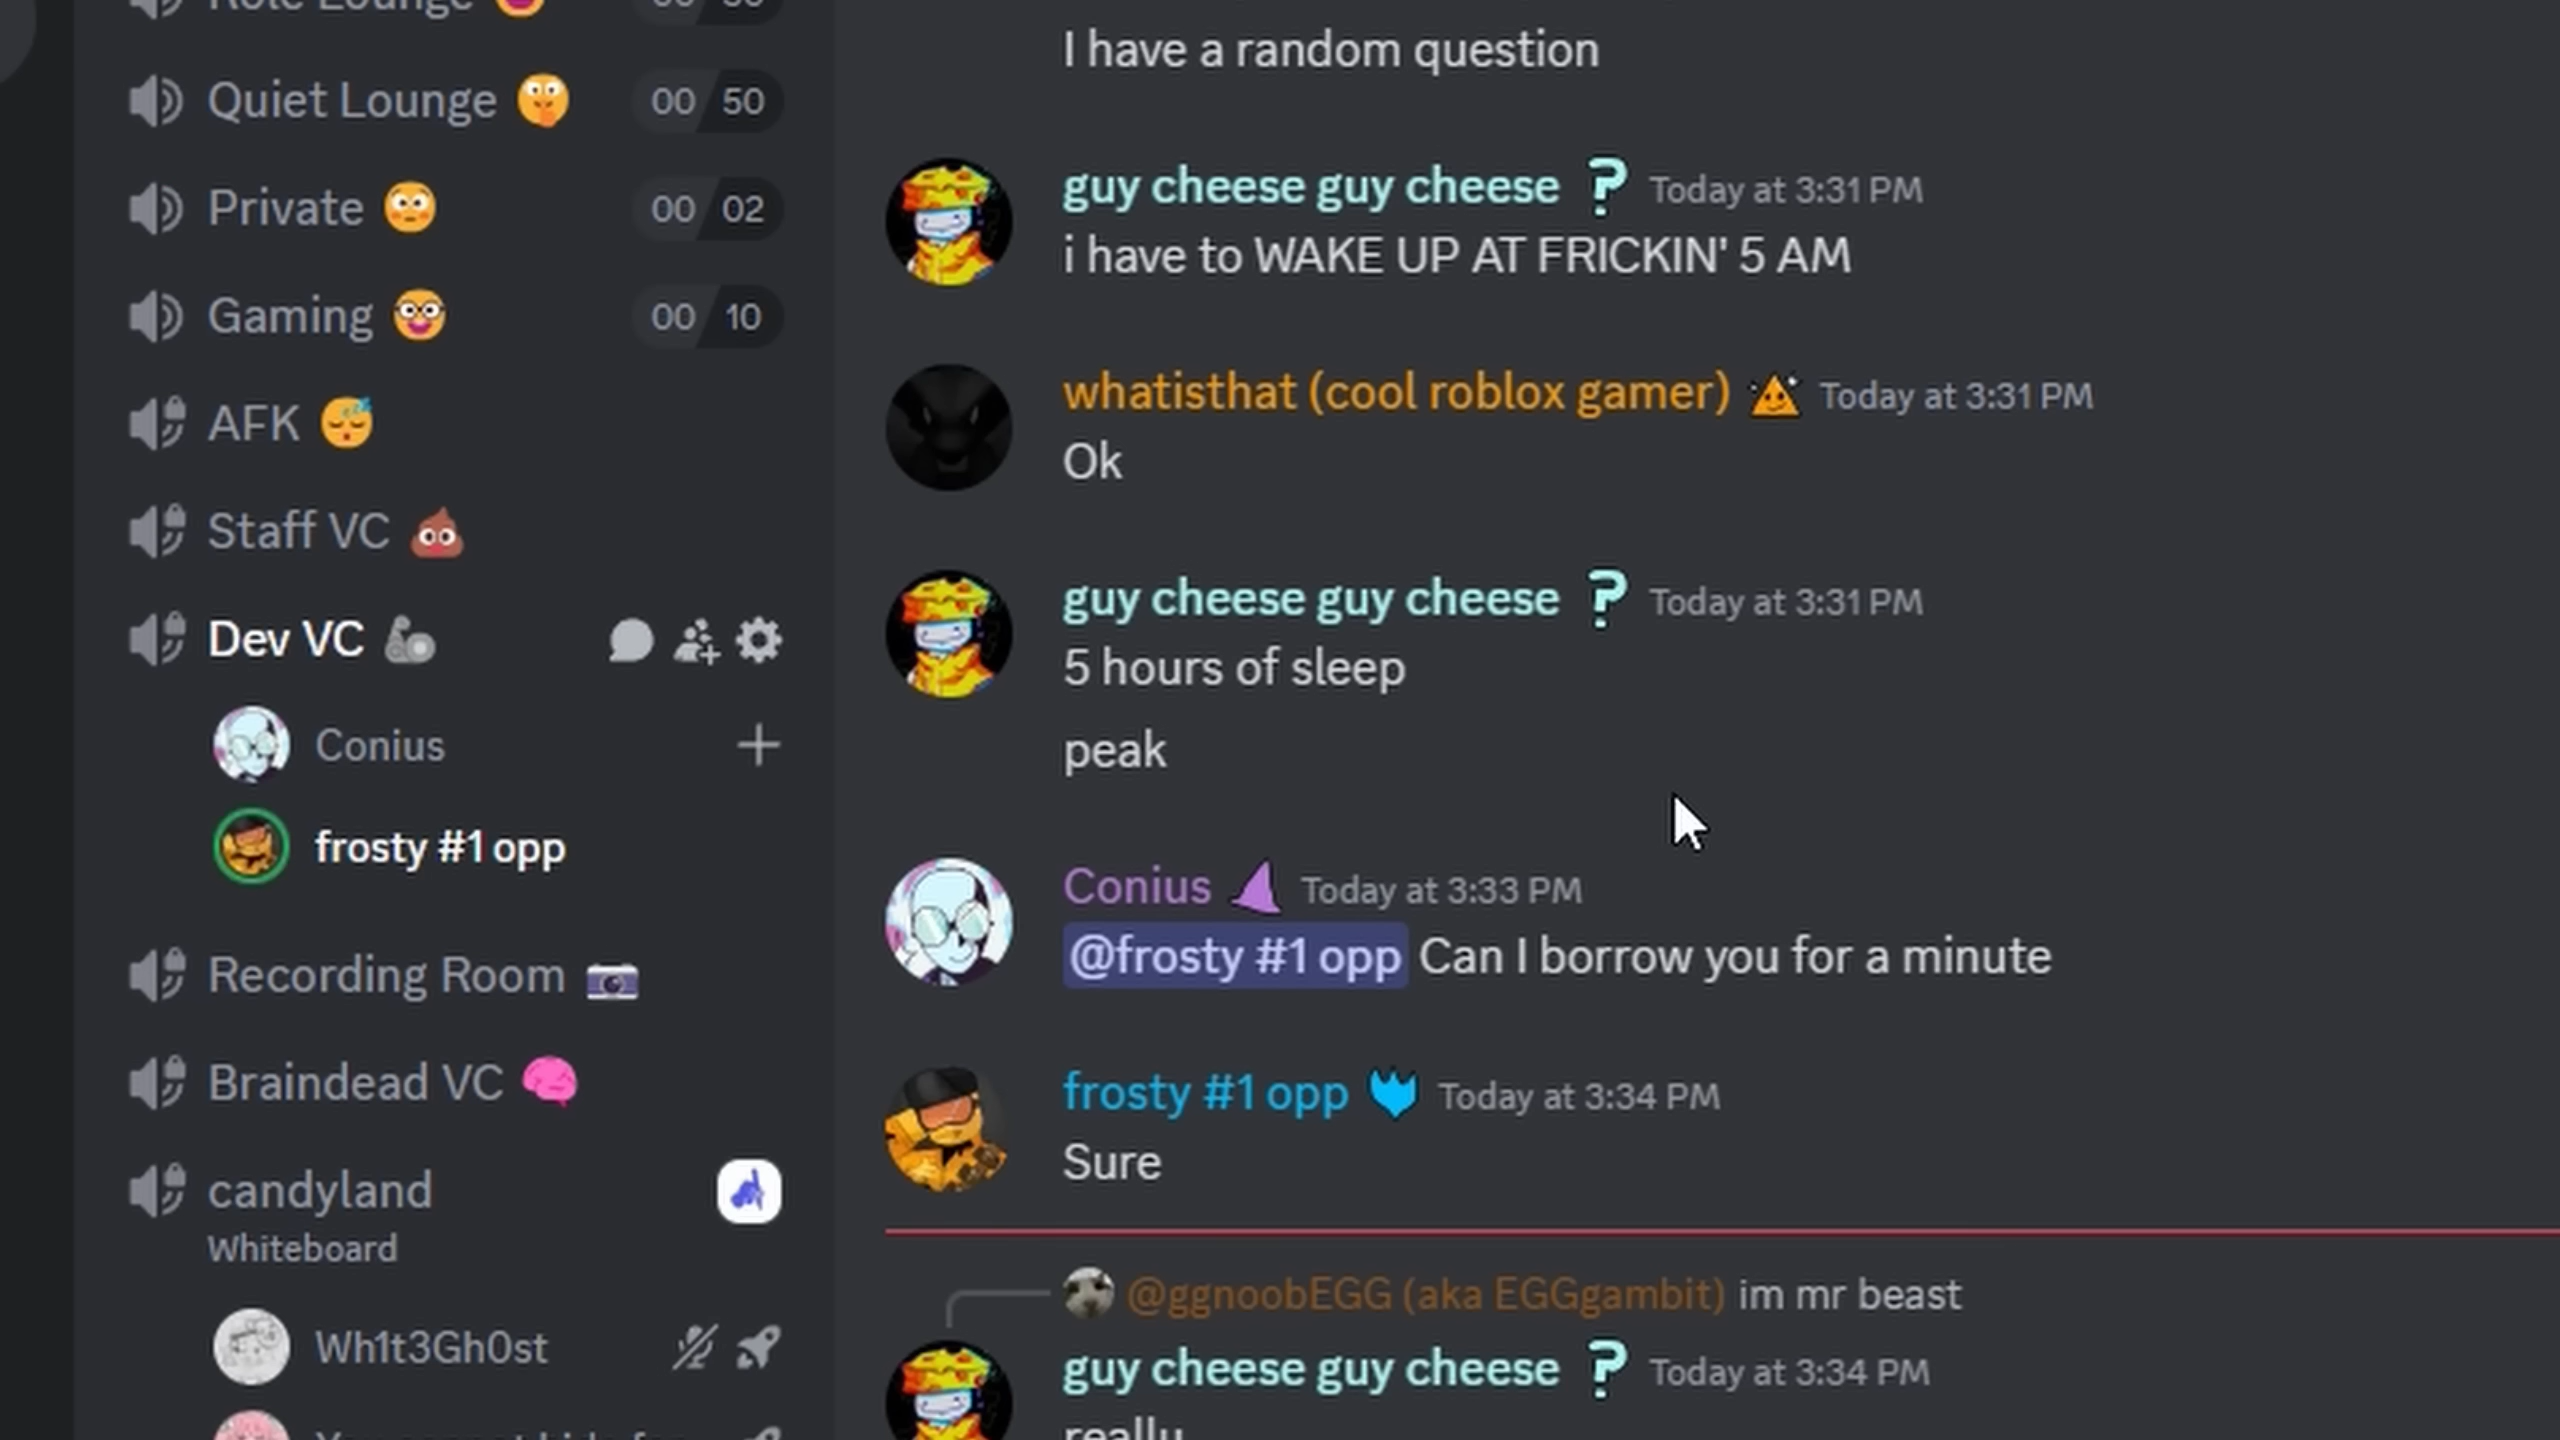 Role Lounge
Quiet Lounge
00 50
Private
00 02
Gaming
00 10
AFK
Staff VC
Dev VC
Conius
frosty #1 opp
Recording Room
Braindead VC
candyland
Whiteboard
Wh1t3Gh0st
I have a random question
guy cheese guy cheese ? Today at 3:31 PM
i have to WAKE UP AT FRICKIN' 5 AM
whatisthat (cool roblox gamer) Today at 3:31 PM
Ok
guy cheese guy cheese ? Today at 3:31 PM
5 hours of sleep
peak
Conius Today at 3:33 PM
@frosty #1 opp Can I borrow you for a minute
frosty #1 opp Today at 3:34 PM
Sure
@ggnoobEGG (aka EGGgambit) im mr beast
guy cheese guy cheese ? Today at 3:34 PM
really